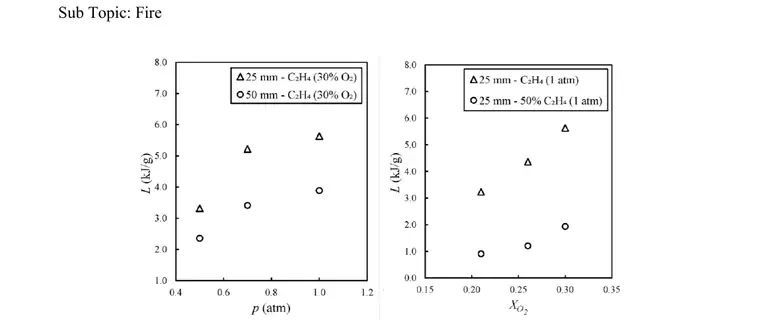 Sub Topic: Fire
8.0
7.0
6.0
5.0
4.0
3.0
2.0
1.0
L (kJ/g)
25 mm - C₂H₄ (30% O₂)
50 mm - C₂H₄ (30% O₂)
0.4 0.6 0.8 1.0 1.2
p (atm)
8.0
7.0
6.0
5.0
4.0
3.0
2.0
1.0
0.0
L (kJ/g)
25 mm - C₂H₄ (1 atm)
25 mm - 50% C₂H₄ (1 atm)
0.15 0.20 0.25 0.30 0.35
X_O₂